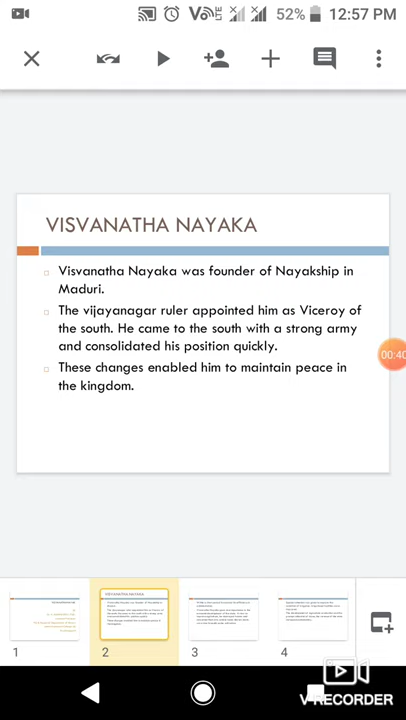 52% 12:57 PM
VISVANATHA NAYAKA
Visvanatha Nayaka was founder of Nayakship in
Maduri.
The vijayanagar ruler appointed him as Viceroy of
the south. He came to the south with a strong army
and consolidated his position quickly.
These changes enabled him to maintain peace in
the kingdom.
00:40
VISVANATHA NAYAKA
1 2 3 4
V-RECORDER